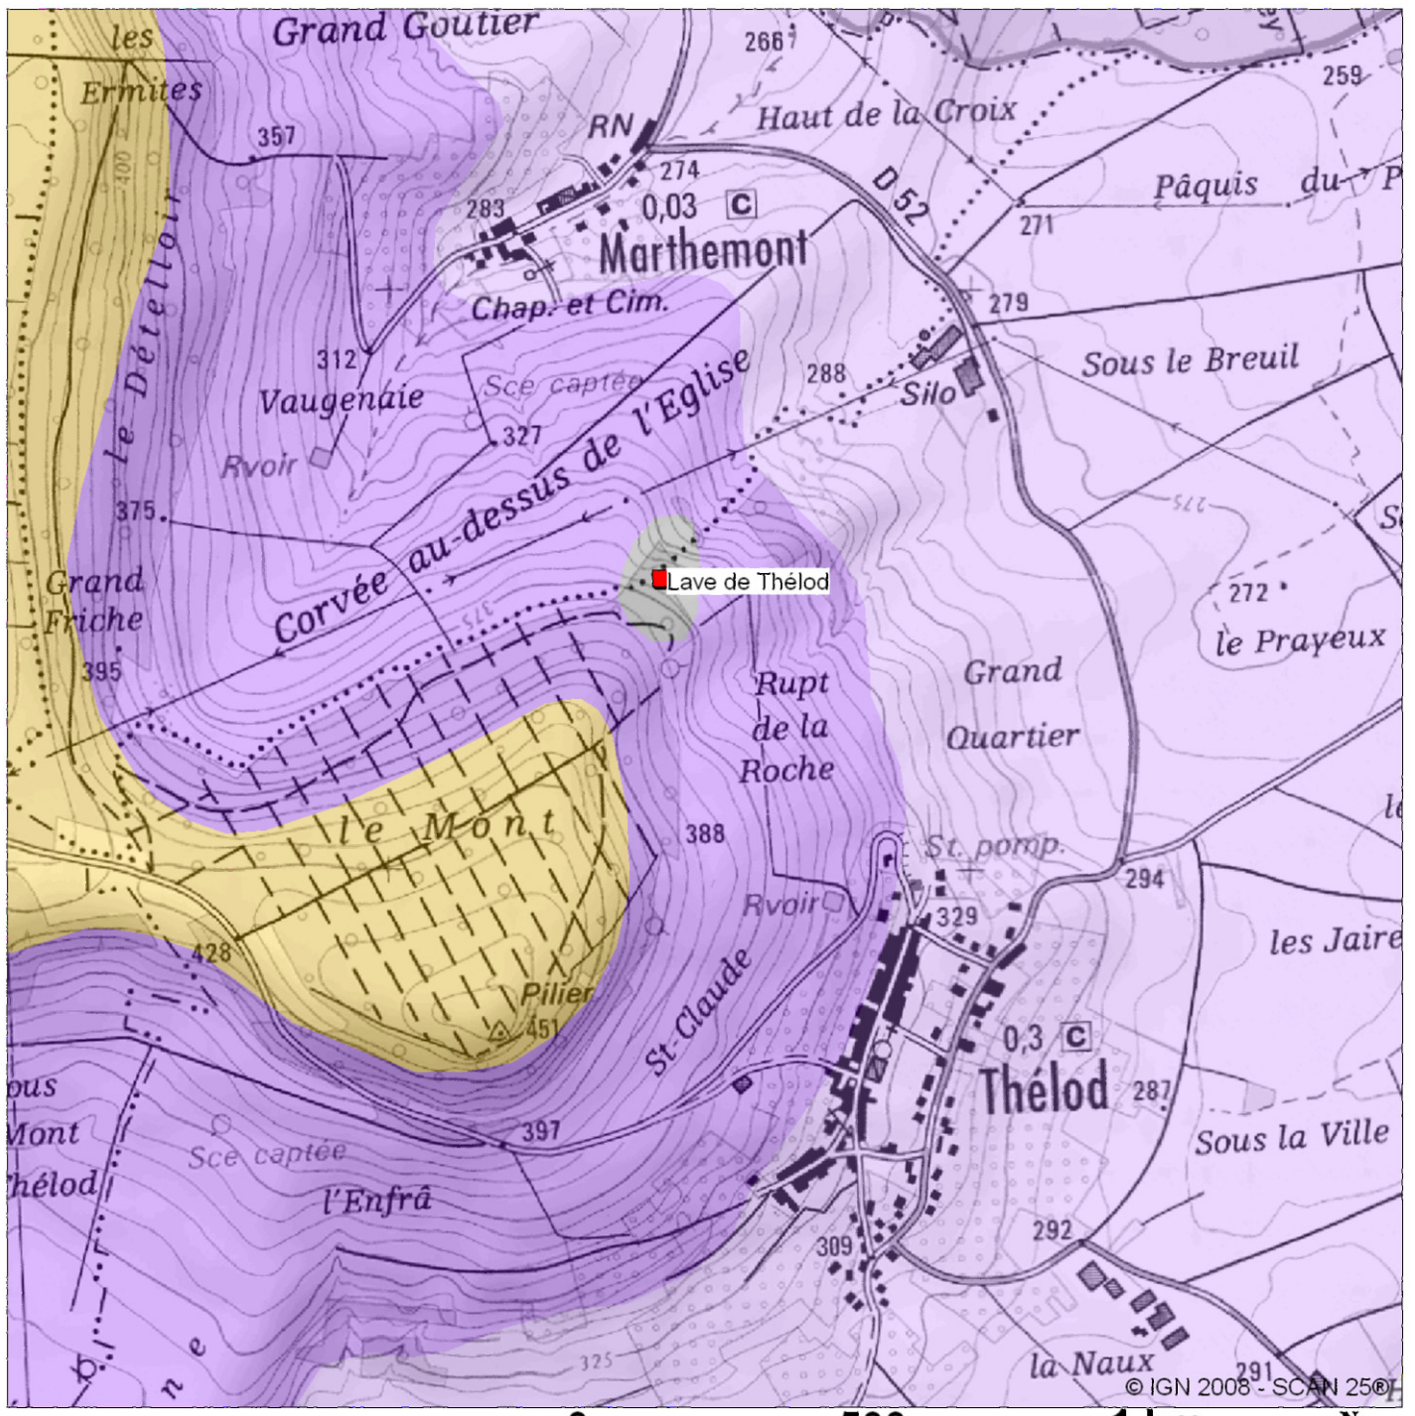 les
Ermites
Grand Goutier
266
259
RN
Haut de la Croix
357
274
400
283
0,03 C
Marthemont
D 52
Pâquis du P
271
le Dételloir
Chap. et Cim.
279
312
Vaugenaie
Sce captée
288
Sous le Breuil
Silo
327
Rvoir
Corvée au-dessus de l'Eglise
375
275
Lave de Thélod
Grand
Friche
375
272
le Prayeux
395
Rupt
de la
Roche
Grand
Quartier
le Mont
388
St. pomp.
294
Rvoir
329
428
les Jaire
Pilier
451
St-Claude
0,3 C
Thélod
287
ous
Mont
hélod
397
Sce captée
Sous la Ville
l'Enfrâ
309
292
n e
325
la Naux
291
© IGN 2008 - SCAN 25®